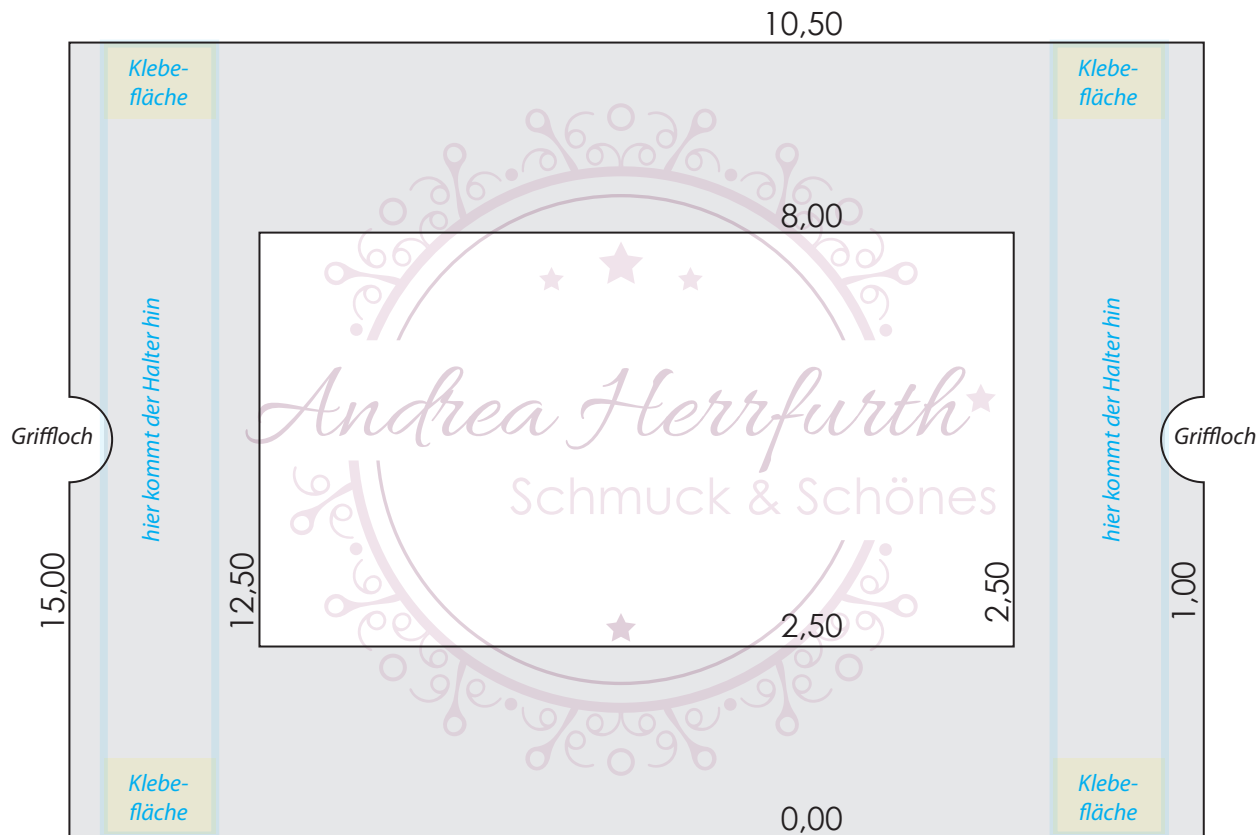 10,50
Klebe-
fläche
Klebe-
fläche
8,00
hier kommt der Halter hin
hier kommt der Halter hin
Andrea Herrfurth
Griffloch
Griffloch
Schmuck & Schönes
15,00
12,50
2,50
1,00
2,50
Klebe-
fläche
Klebe-
fläche
0,00